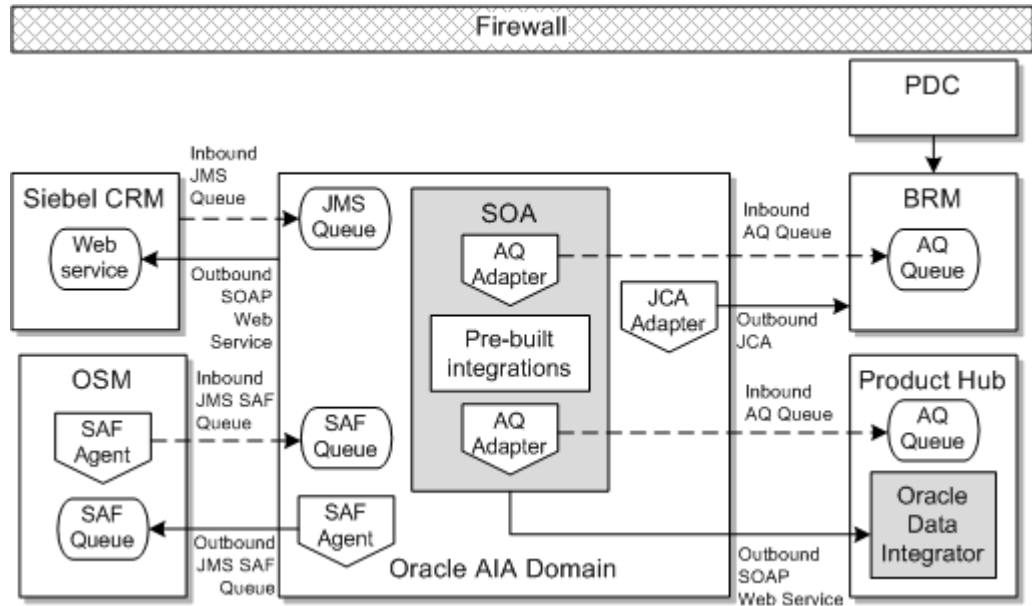 Firewall
PDC
Inbound
JMS
Queue
Siebel CRM
Web
service
JMS
Queue
Outbound
SOAP
Web
Service
SOA
AQ
Adapter
Pre-built
integrations
AQ
Adapter
JCA
Adapter
Inbound
AQ Queue
BRM
AQ
Queue
Outbound
JCA
OSM
SAF
Agent
SAF
Queue
Inbound
JMS SAF
Queue
SAF
Queue
SAF
Agent
Outbound
JMS SAF
Queue
Oracle AIA Domain
Inbound
AQ Queue
Product Hub
AQ
Queue
Oracle
Data
Integrator
Outbound
SOAP
Web Service